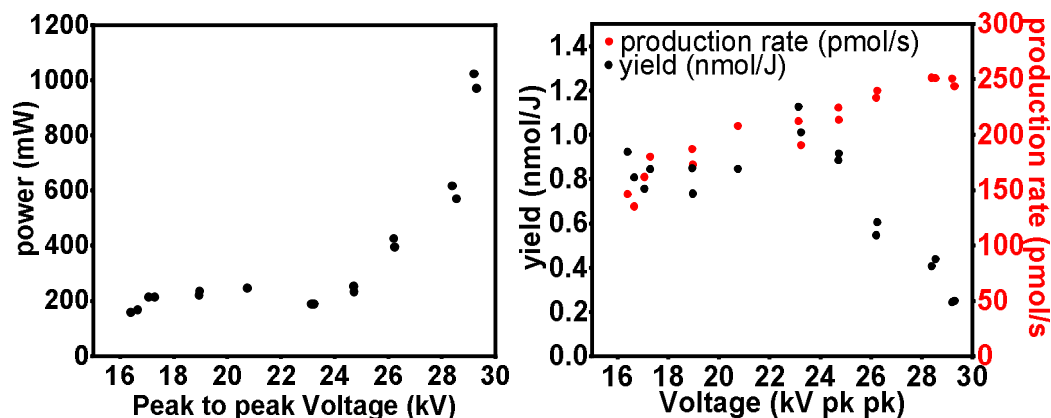 1200
1000
800
600
400
200
0
power (mW)
16 18 20 22 24 26 28 30
Peak to peak Voltage (kV)
production rate (pmol/s)
yield (nmol/J)
1.4
1.2
1.0
0.8
0.6
0.4
0.2
0.0
yield (nmol/J)
16 18 20 22 24 26 28 30
Voltage (kV pk pk)
300
250
200
150
100
50
0
production rate (pmol/s